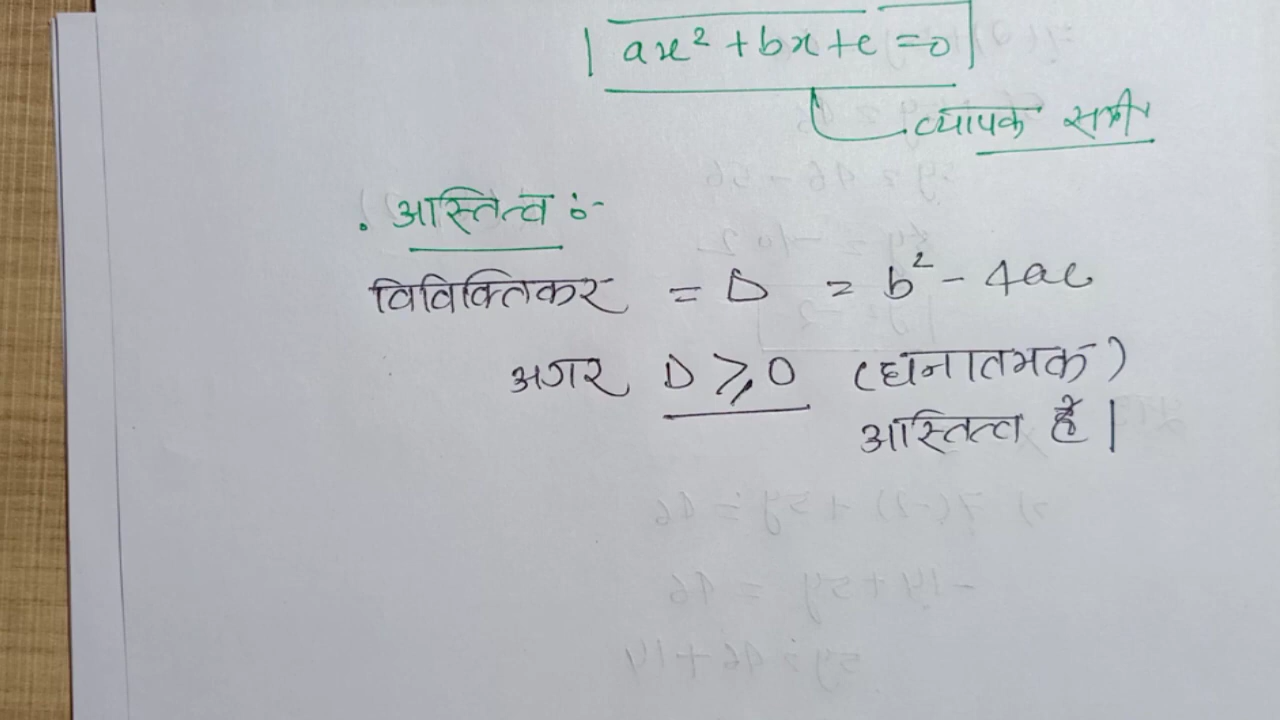 ax² + bx + c = 0
व्यापक समी
. आस्तित्व :-
विविक्तिकर = D = b² - 4ac
अगर D ≥ 0 (धनात्मक)
आस्तित्व है |